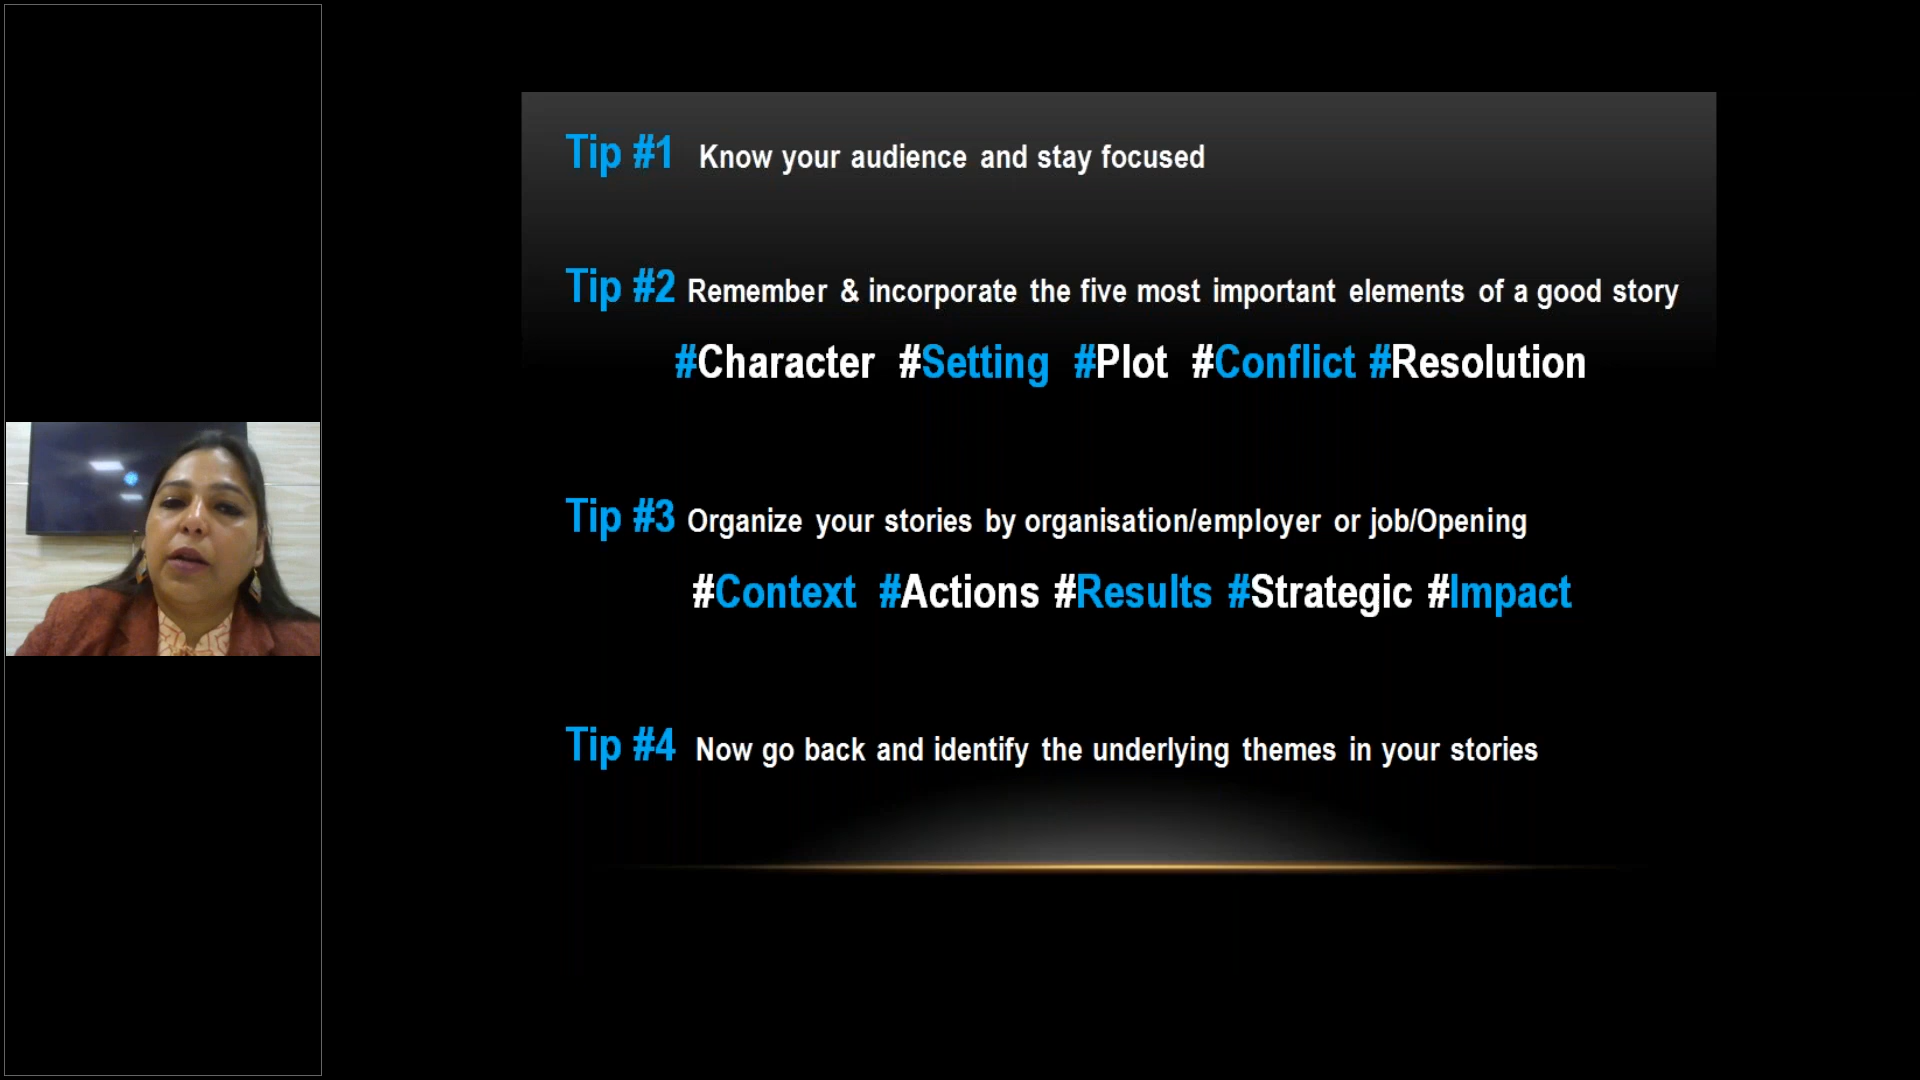 Tip #1 Know your audience and stay focused
Tip #2 Remember & incorporate the five most important elements of a good story
#Character #Setting #Plot #Conflict #Resolution
Tip #3 Organize your stories by organisation/employer or job/Opening
#Context #Actions #Results #Strategic #Impact
Tip #4 Now go back and identify the underlying themes in your stories